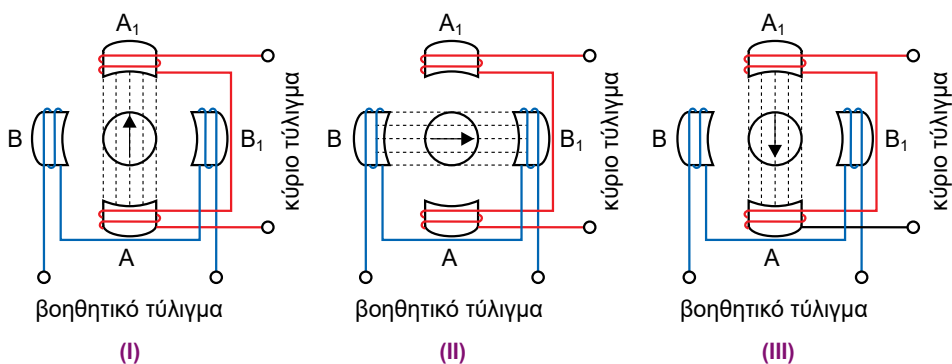 A1
B
B1
A
κύριο τύλιγμα
βοηθητικό τύλιγμα
(I)
A1
B
B1
A
κύριο τύλιγμα
βοηθητικό τύλιγμα
(II)
A1
B
B1
A
κύριο τύλιγμα
βοηθητικό τύλιγμα
(III)